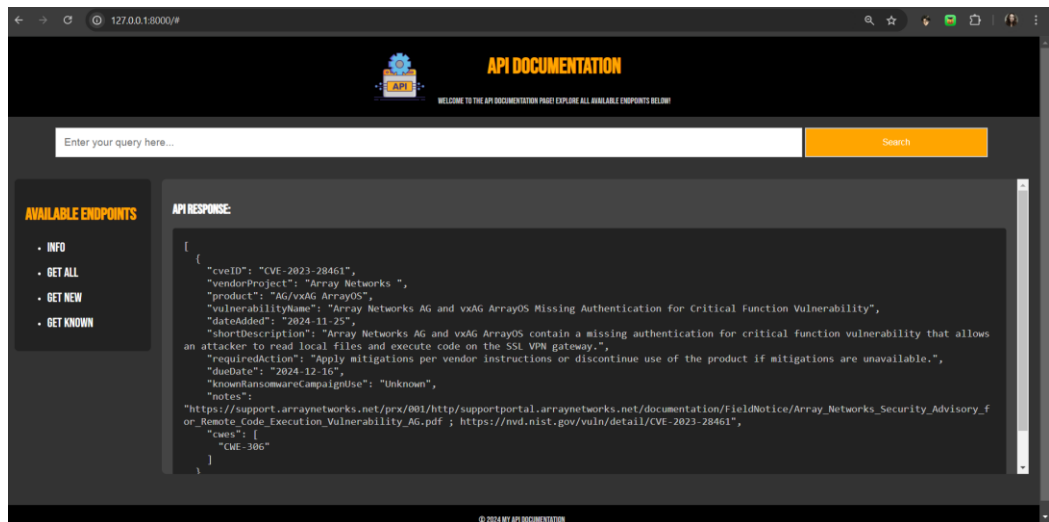 127.0.0.1:8000/#
API
API DOCUMENTATION
WELCOME TO THE API DOCUMENTATION PAGE! EXPLORE ALL AVAILABLE ENDPOINTS BELOW!
Enter your query here...
Search
AVAILABLE ENDPOINTS
• INFO
• GET ALL
• GET NEW
• GET KNOWN
API RESPONSE:
[
{
"cveID": "CVE-2023-28461",
"vendorProject": "Array Networks ",
"product": "AG/vxAG ArrayOS",
"vulnerabilityName": "Array Networks AG and vxAG ArrayOS Missing Authentication for Critical Function Vulnerability",
"dateAdded": "2024-11-25",
"shortDescription": "Array Networks AG and vxAG ArrayOS contain a missing authentication for critical function vulnerability that allows
an attacker to read local files and execute code on the SSL VPN gateway.",
"requiredAction": "Apply mitigations per vendor instructions or discontinue use of the product if mitigations are unavailable.",
"dueDate": "2024-12-16",
"knownRansomwareCampaignUse": "Unknown",
"notes":
"https://support.arraynetworks.net/prx/001/http/supportportal.arraynetworks.net/documentation/FieldNotice/Array_Networks_Security_Advisory_f
or_Remote_Code_Execution_Vulnerability_AG.pdf ; https://nvd.nist.gov/vuln/detail/CVE-2023-28461",
"cwes": [
"CWE-306"
]
}
© 2024 MY API DOCUMENTATION